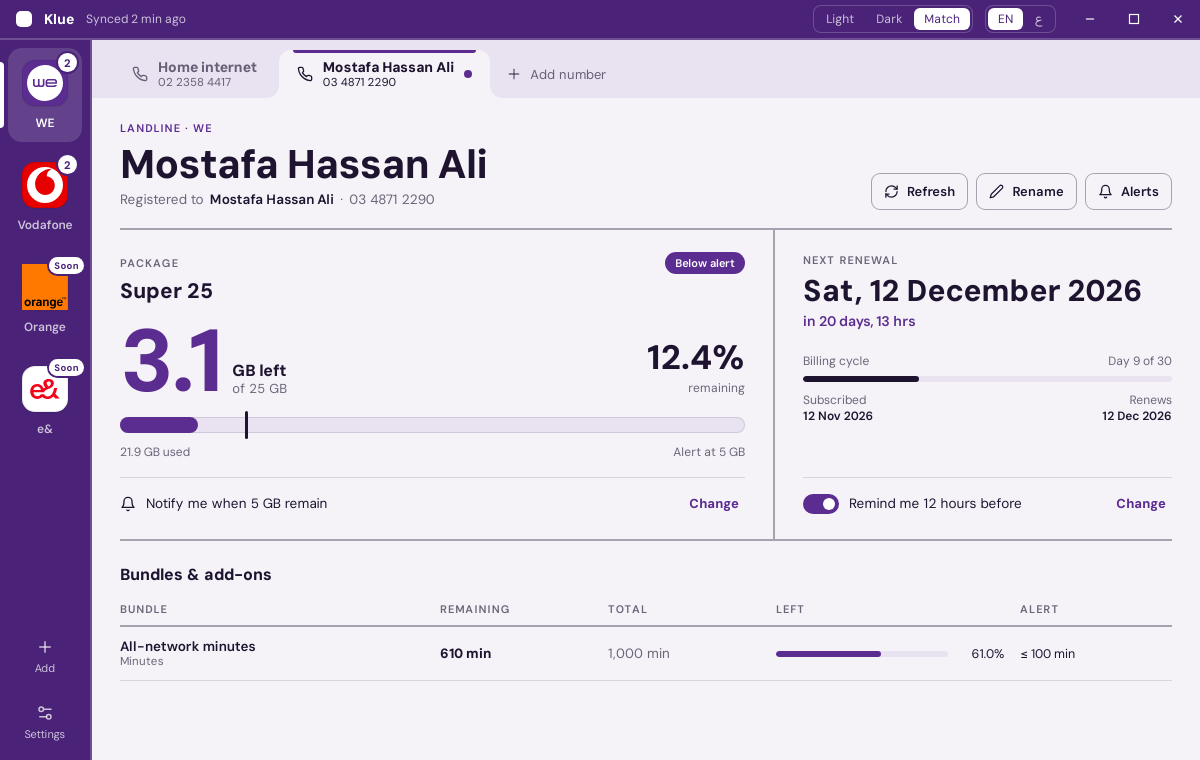 Klue Synced 2 min ago Light Dark Match EN ع
2
we
WE
2
Vodafone
Soon
orange™
Orange
Soon
e&
e&
Add
Settings
Home internet
02 2358 4417
Mostafa Hassan Ali
03 4871 2290
Add number
LANDLINE · WE
Mostafa Hassan Ali
Registered to Mostafa Hassan Ali · 03 4871 2290
Refresh Rename Alerts
PACKAGE Below alert
Super 25
3.1 GB left
of 25 GB
12.4%
remaining
21.9 GB used Alert at 5 GB
Notify me when 5 GB remain Change
NEXT RENEWAL
Sat, 12 December 2026
in 20 days, 13 hrs
Billing cycle Day 9 of 30
Subscribed Renews
12 Nov 2026 12 Dec 2026
Remind me 12 hours before Change
Bundles & add-ons
BUNDLE REMAINING TOTAL LEFT ALERT
All-network minutes 610 min 1,000 min 61.0% ≤ 100 min
Minutes